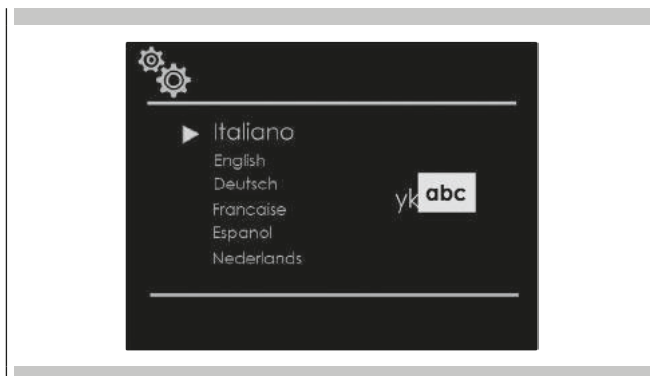 Italiano
English
Deutsch
Francaise
Espanol
Nederlands
yk abc